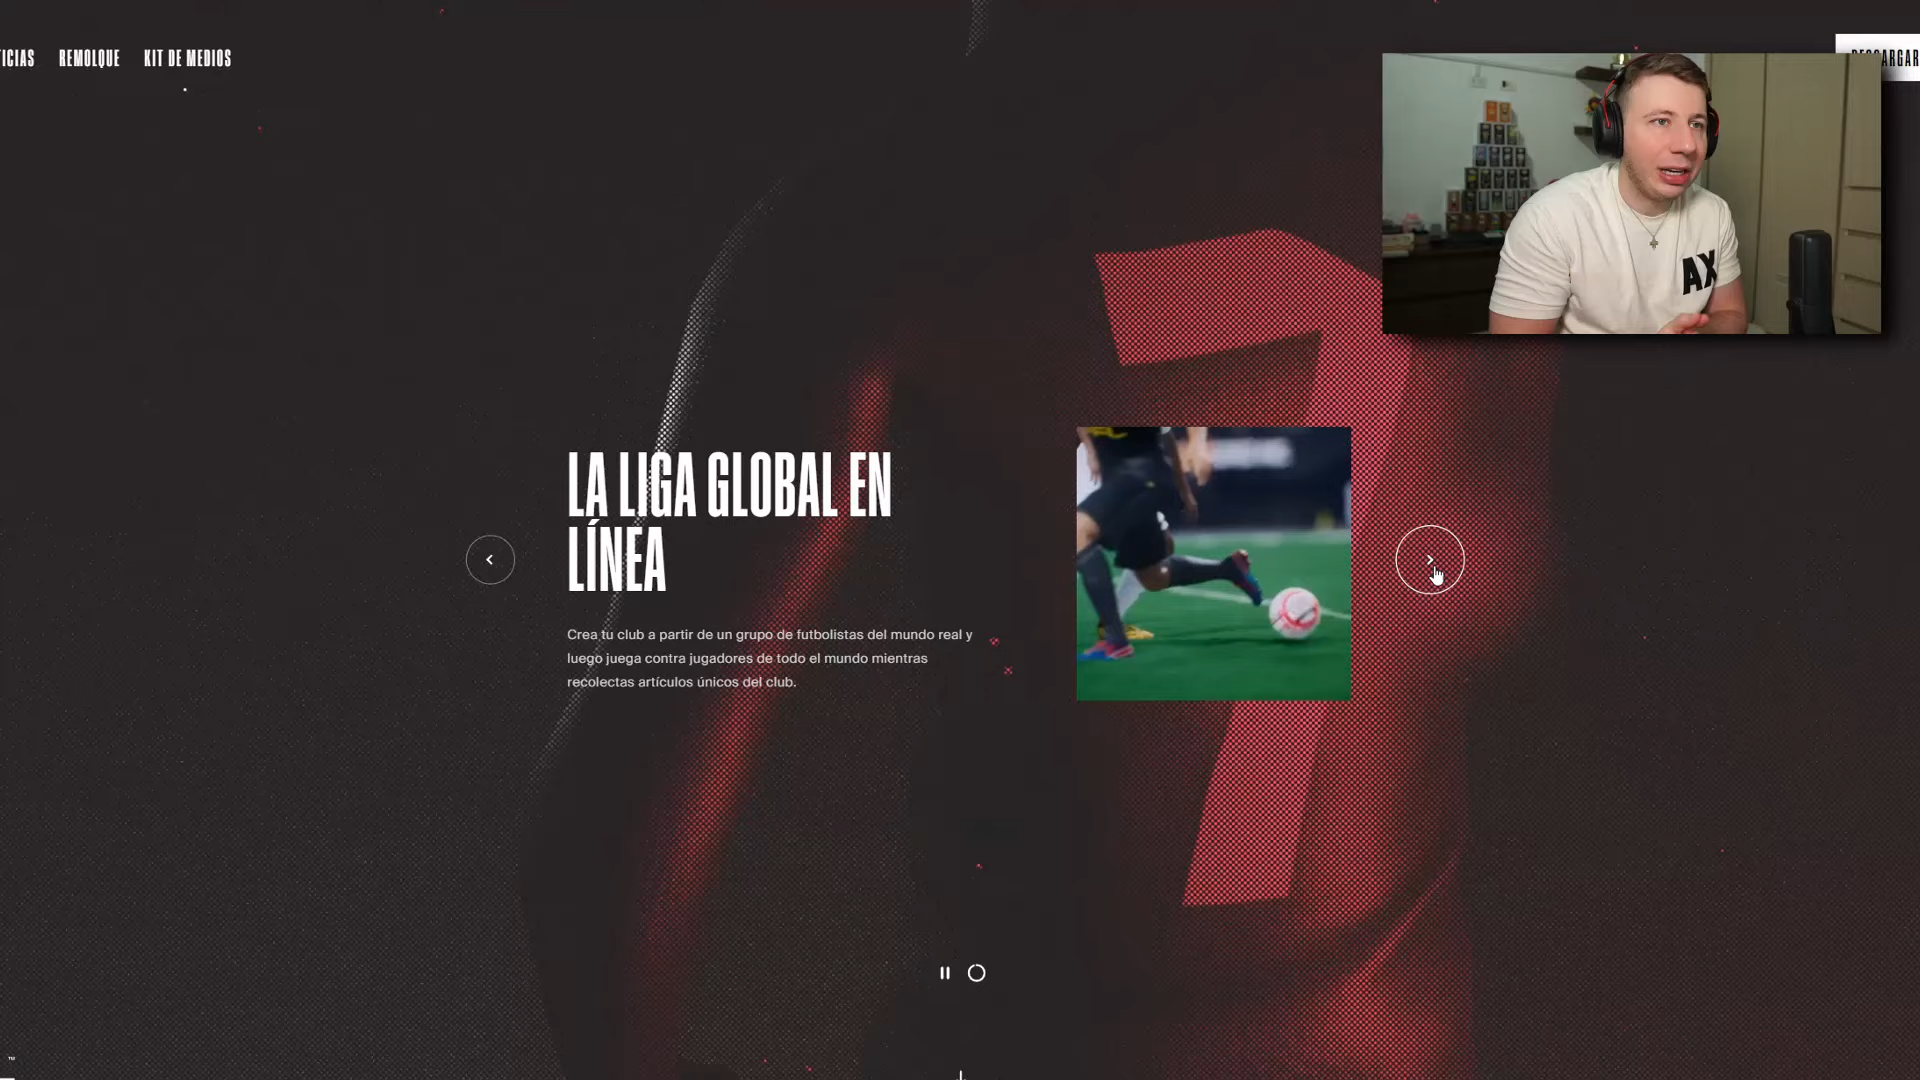 ICIAS REMOLQUE KIT DE MEDIOS
ARGAR
AX
LA LIGA GLOBAL EN
LÍNEA
Crea tu club a partir de un grupo de futbolistas del mundo real y
luego juega contra jugadores de todo el mundo mientras
recolectas artículos únicos del club.
7
™